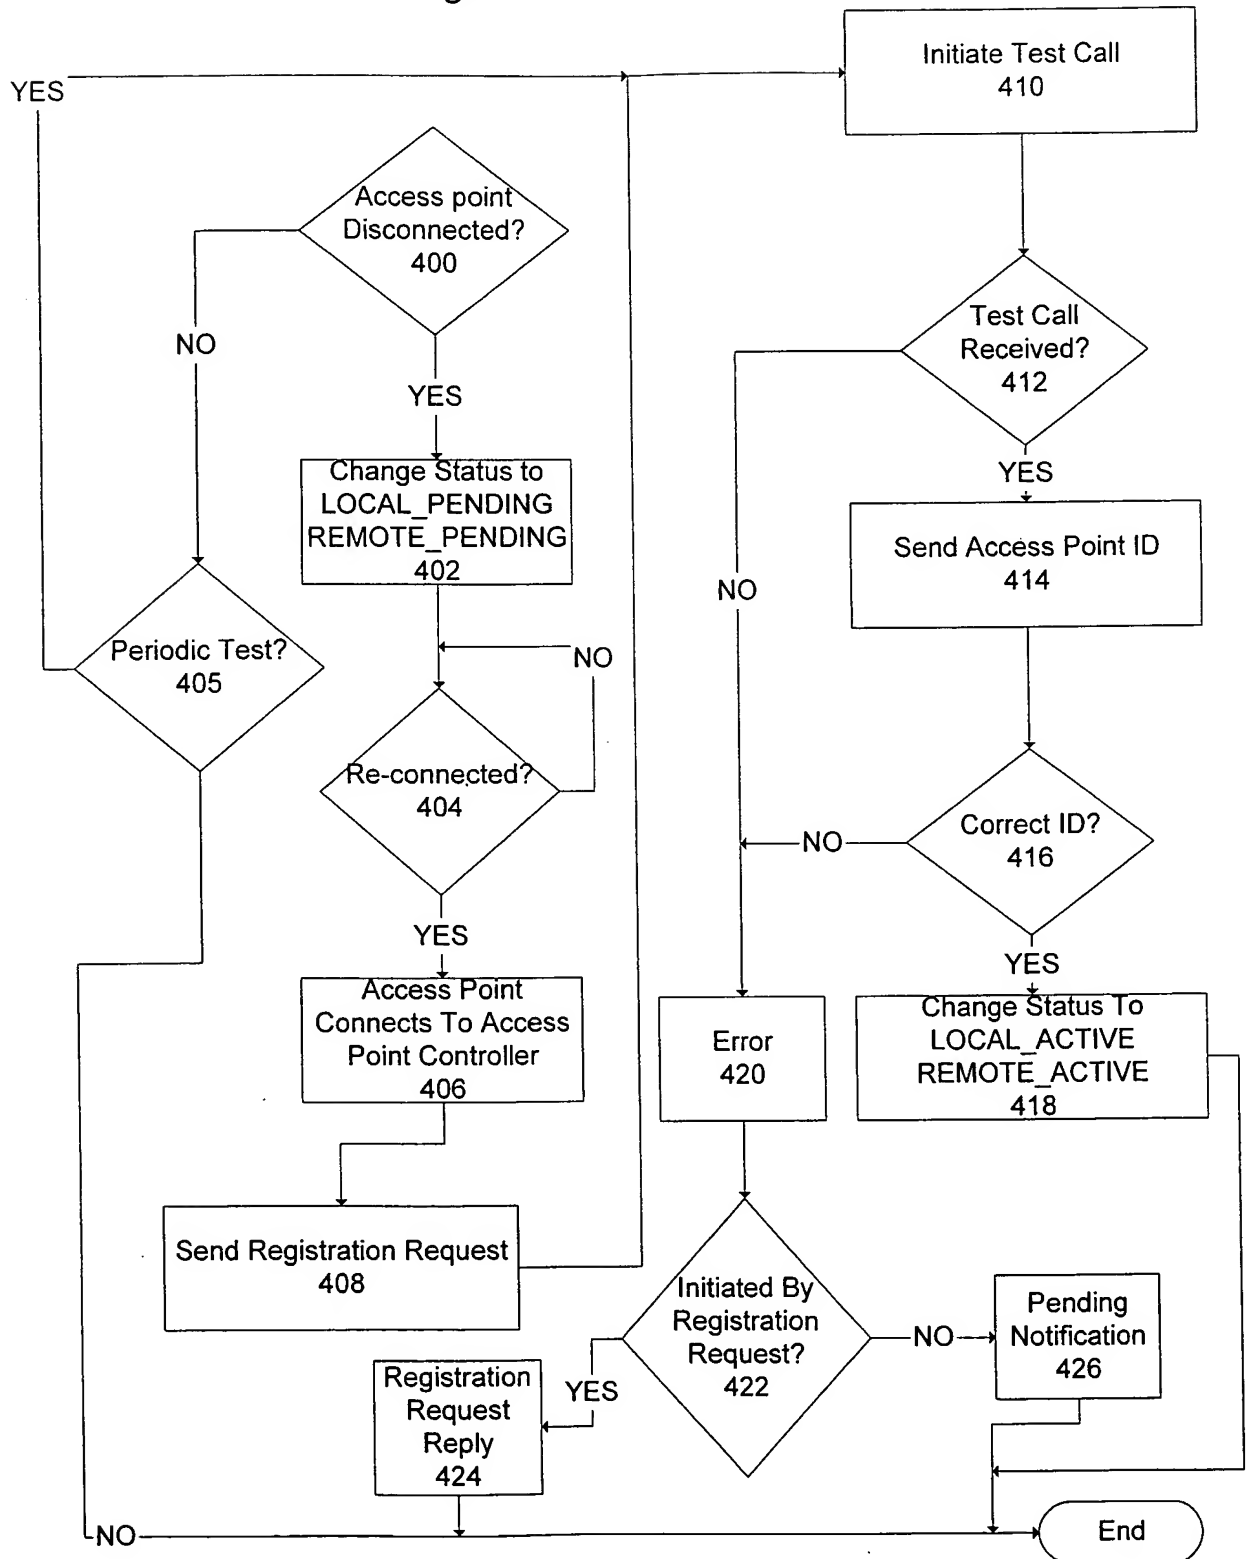 Initiate Test Call
410
YES
Access point
Disconnected?
400
NO
Test Call
Received?
412
YES
YES
Change Status to
LOCAL_PENDING
REMOTE_PENDING
402
Send Access Point ID
414
NO
Periodic Test?
405
NO
Re-connected?
404
Correct ID?
416
NO
YES
YES
Access Point
Connects To Access
Point Controller
406
Error
420
Change Status To
LOCAL_ACTIVE
REMOTE_ACTIVE
418
Send Registration Request
408
Initiated By
Registration
Request?
422
NO
Pending
Notification
426
YES
Registration
Request
Reply
424
NO
End